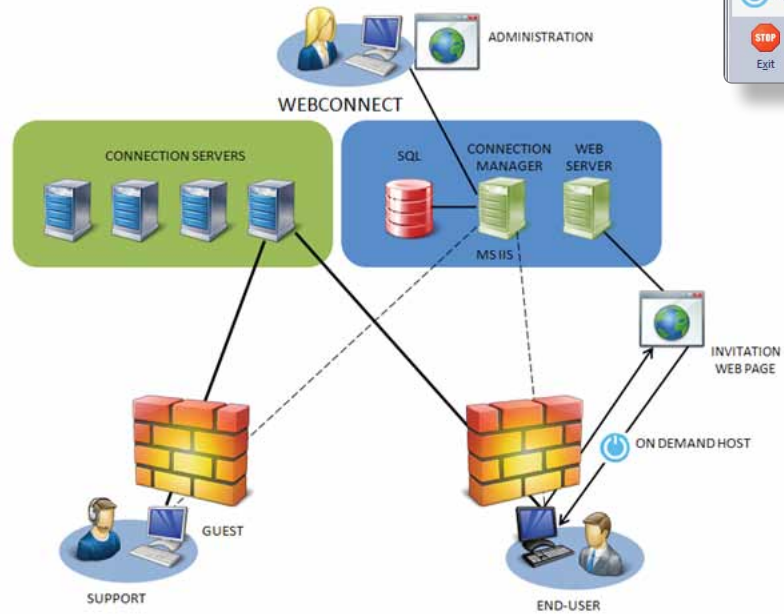 STOP
Exit
ADMINISTRATION
WEBCONNECT
CONNECTION SERVERS
SQL
CONNECTION
MANAGER
WEB
SERVER
MS IIS
INVITATION
WEB PAGE
ON DEMAND HOST
GUEST
SUPPORT
END-USER